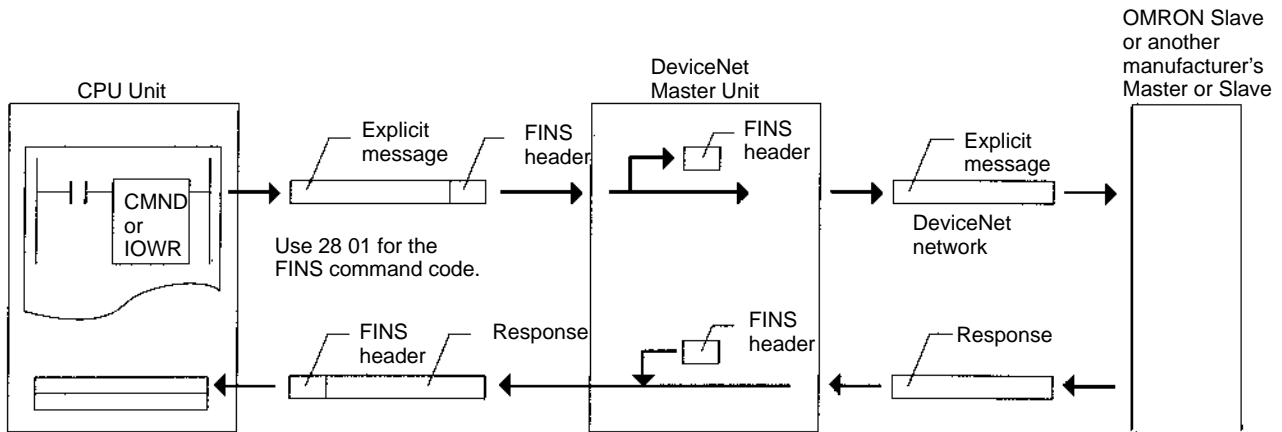 OMRON Slave
or another
manufacturer's
Master or Slave
CPU Unit
DeviceNet
Master Unit
Explicit
message
FINS
header
FINS
header
Explicit
message
CMND
or
IOWR
Use 28 01 for the
FINS command code.
DeviceNet
network
FINS
header
Response
FINS
header
Response